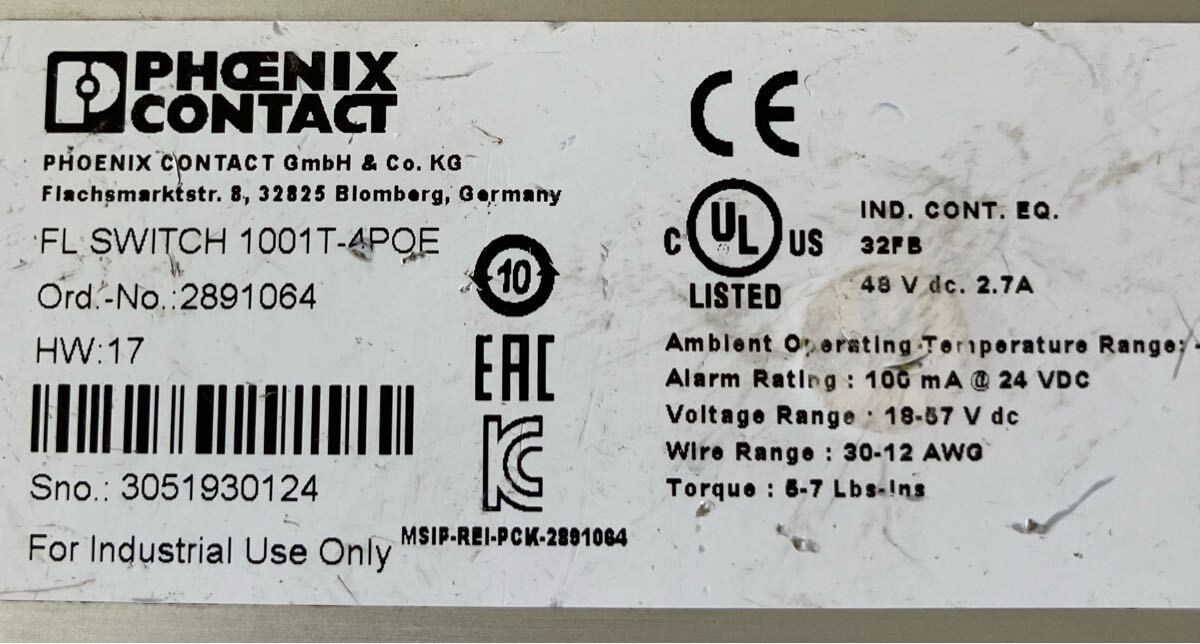 PHŒNIX
CONTACT
PHOENIX CONTACT GmbH & Co. KG
Flachsmarktstr. 8, 32825 Blomberg, Germany
FL SWITCH 1001T-4POE
Ord.-No.:2891064
HW:17
Sno.: 3051930124
For Industrial Use Only
10
EAC
KC
MSIP-REI-PCK-2891064
CE
C UL US
LISTED
IND. CONT. EQ.
32FB
48 V dc. 2.7A
Ambient Operating Temperature Range: -
Alarm Rating : 100 mA @ 24 VDC
Voltage Range : 18-57 V dc
Wire Range : 30-12 AWG
Torque : 5-7 Lbs-Ins